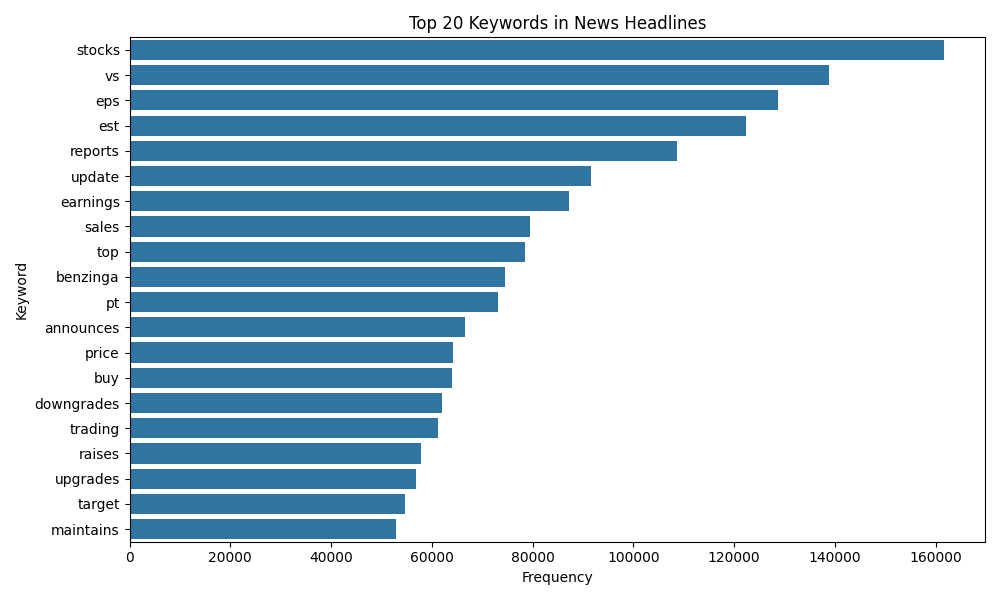 Top 20 Keywords in News Headlines
Keyword
stocks
vs
eps
est
reports
update
earnings
sales
top
benzinga
pt
announces
price
buy
downgrades
trading
raises
upgrades
target
maintains
0 20000 40000 60000 80000 100000 120000 140000 160000
Frequency